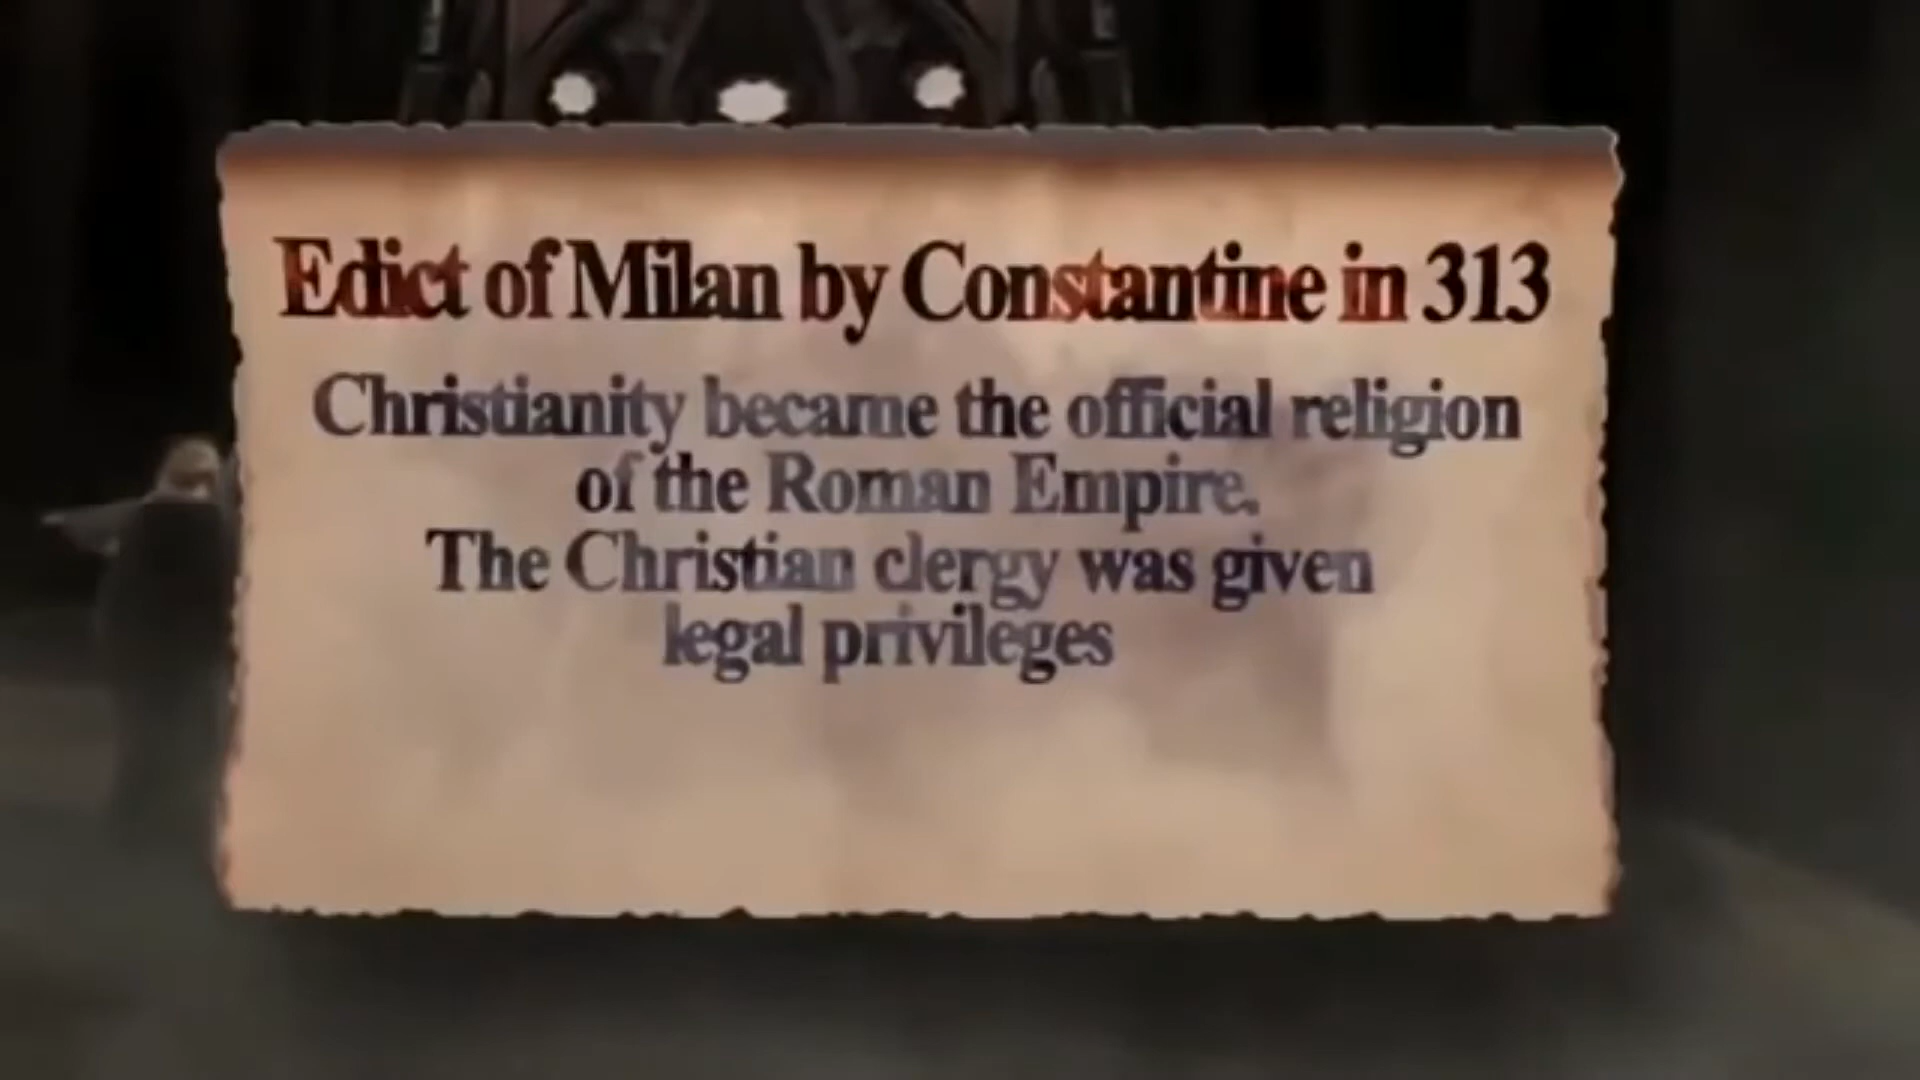 Edict of Milan by Constantine in 313
Christianity became the official religion
of the Roman Empire.
The Christian clergy was given
legal privileges